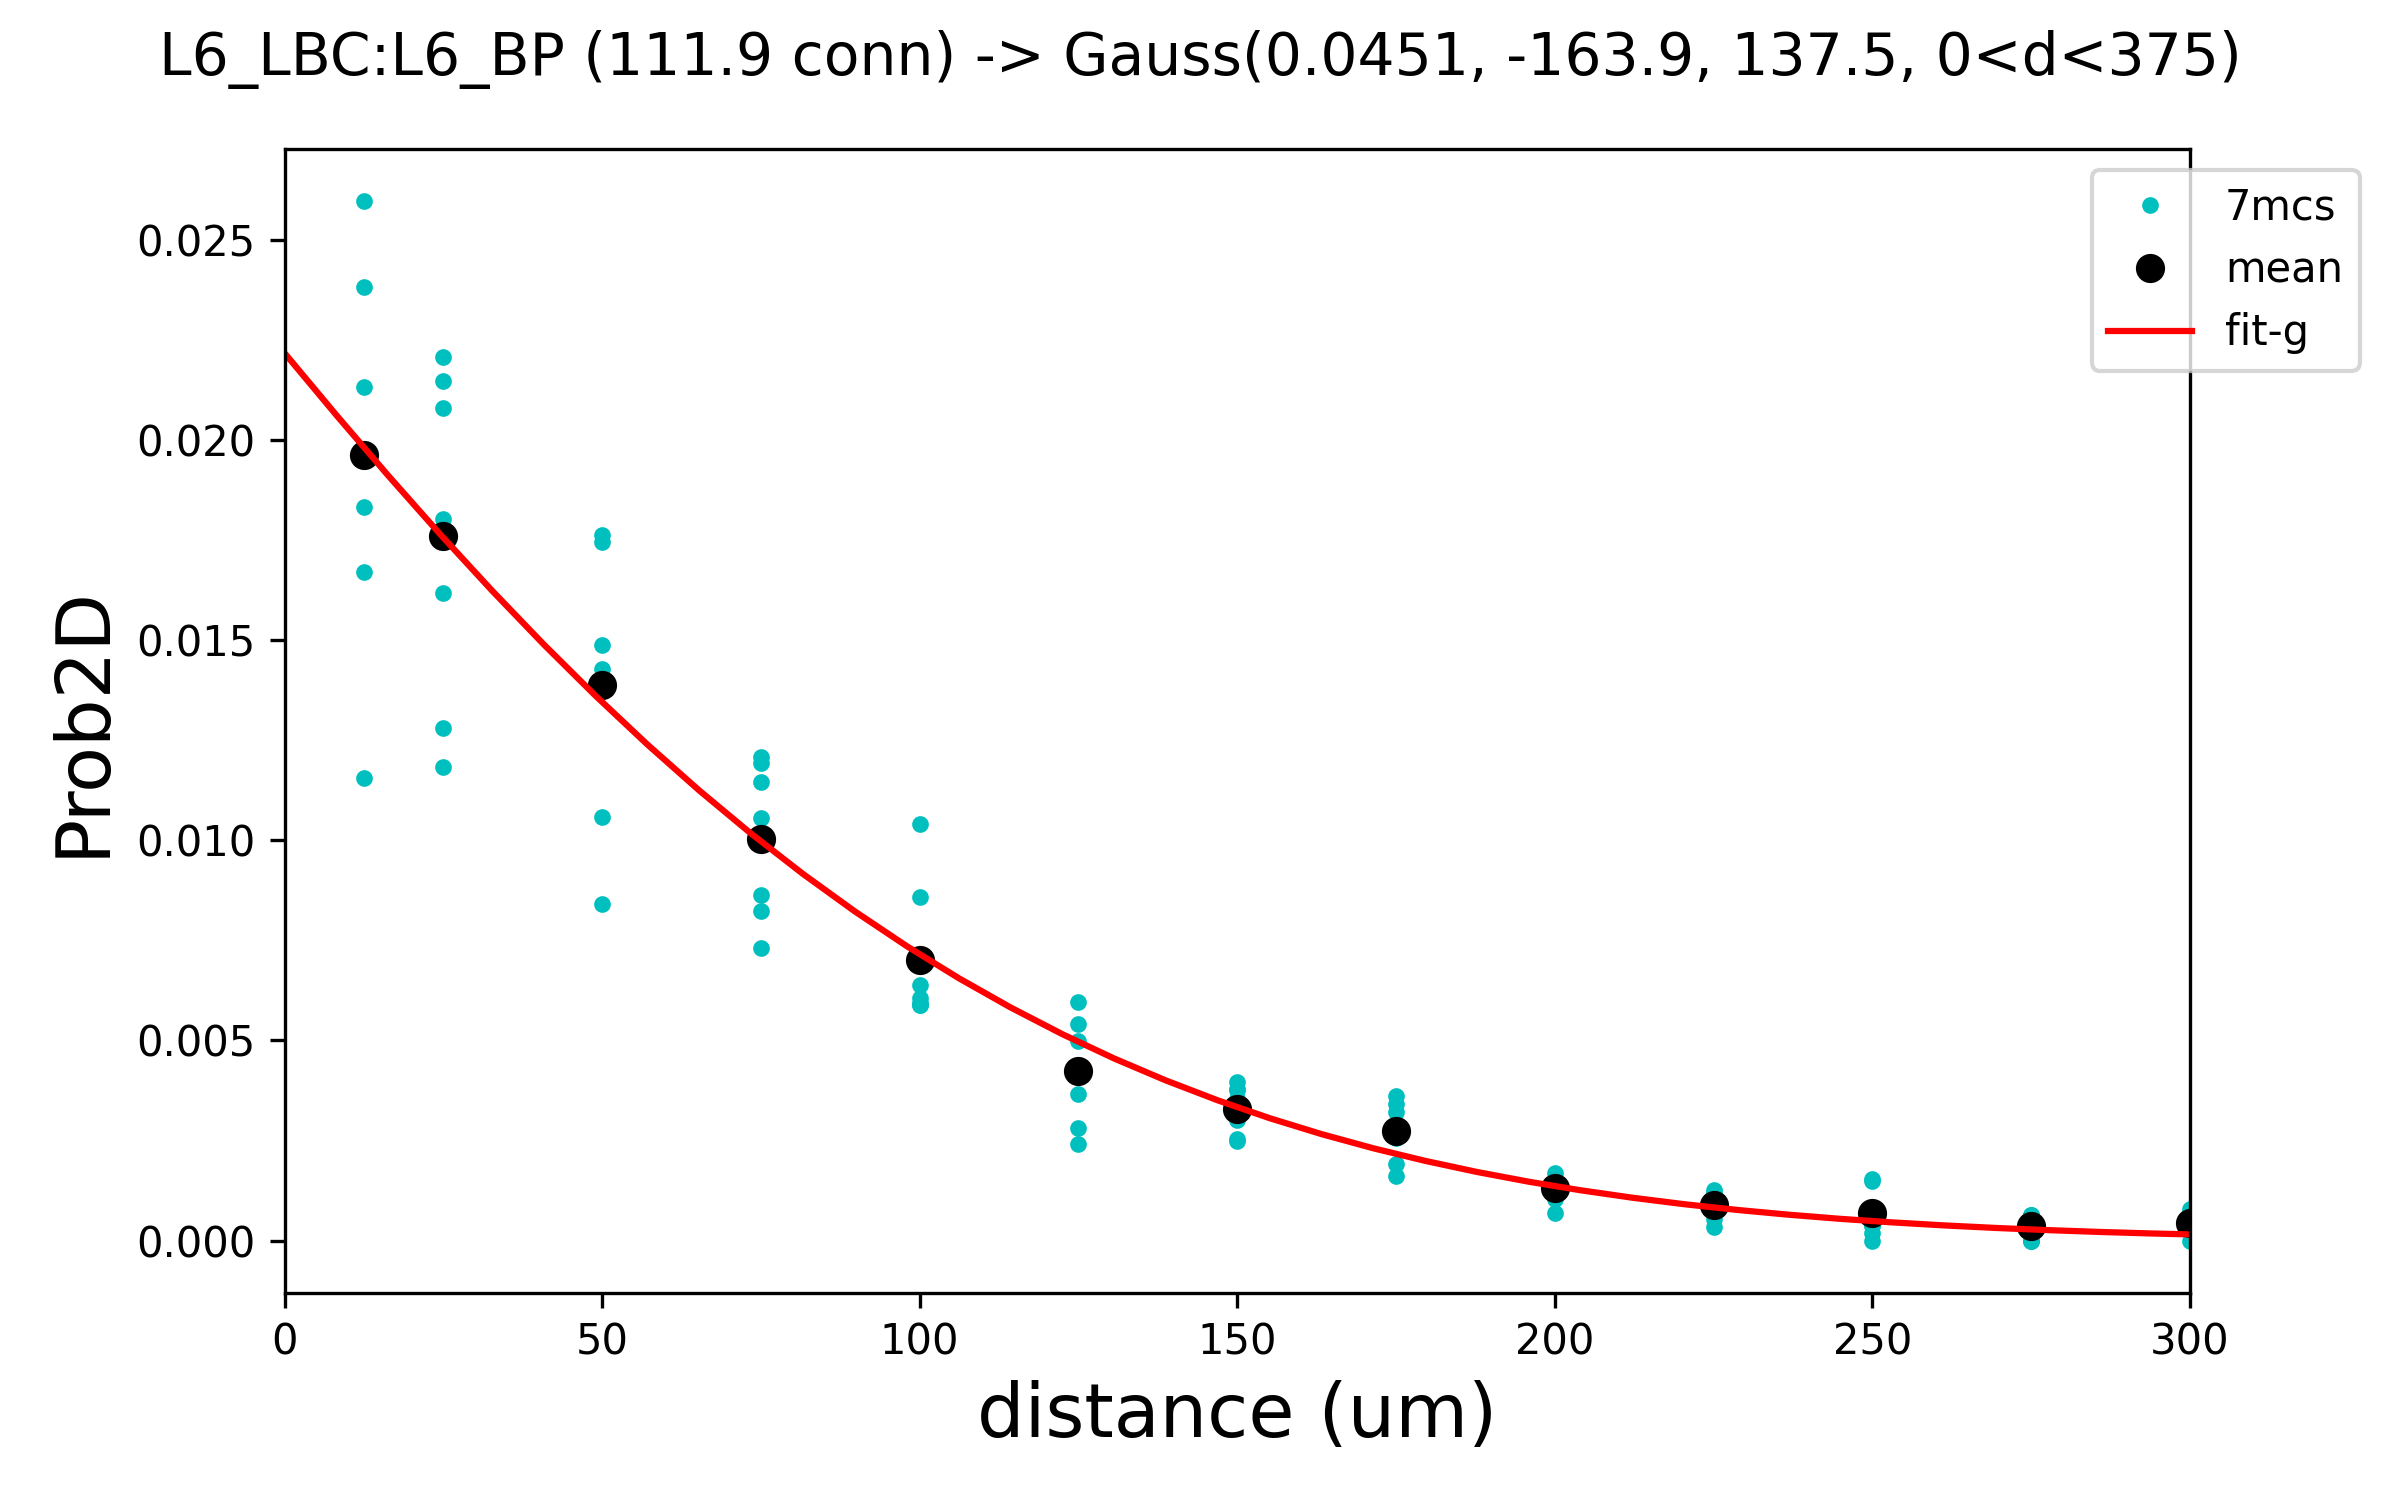 L6_LBC:L6_BP (111.9 conn) -> Gauss(0.0451, -163.9, 137.5, 0<d<375)
7mcs
mean
fit-g
Prob2D
0.025
0.020
0.015
0.010
0.005
0.000
0 50 100 150 200 250 300
distance (um)